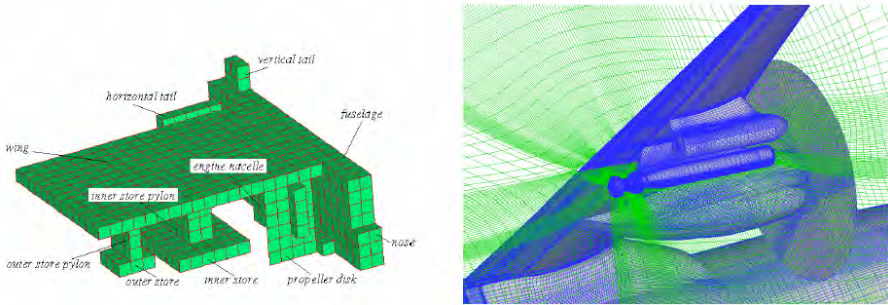 vertical tail
horizontal tail
fuselage
wing
engine nacelle
inner store pylon
nose
outer store pylon
outer store
inner store
propeller disk